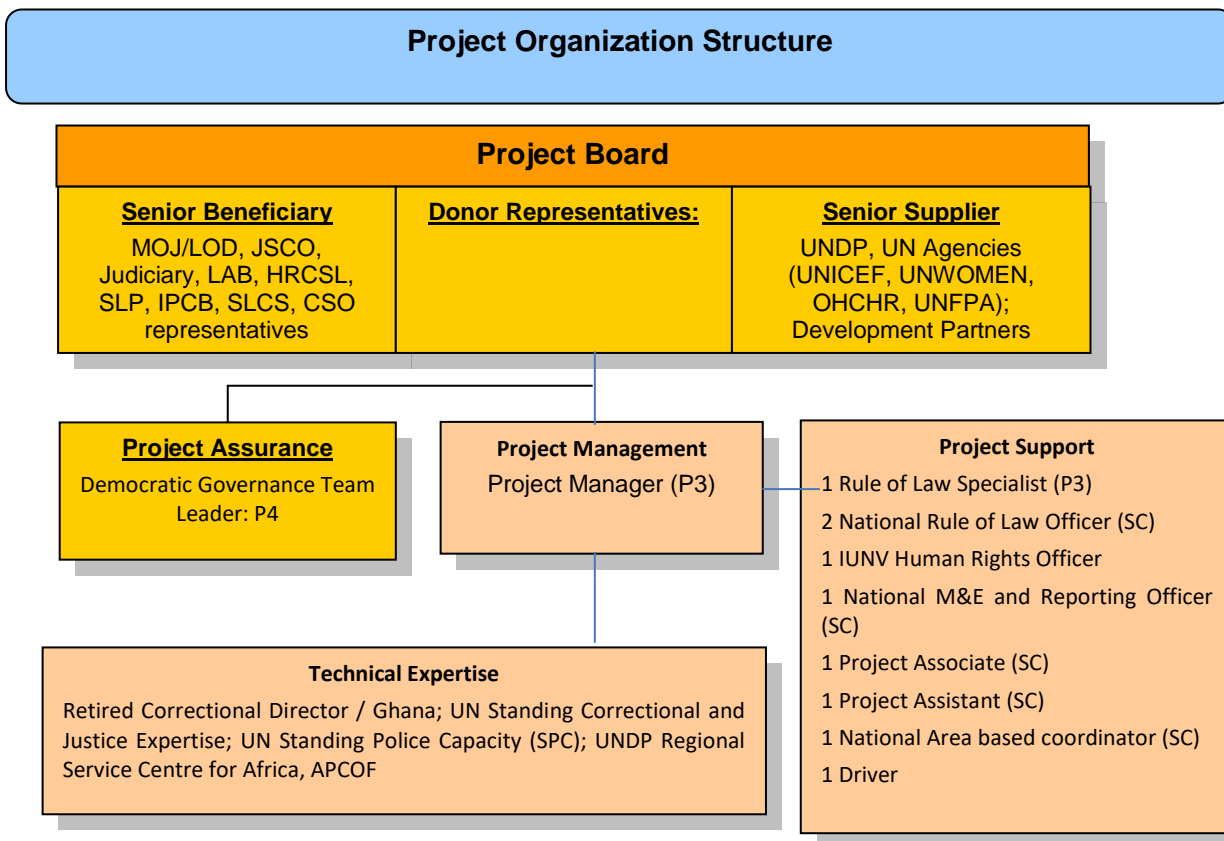 Project Organization Structure
Project Board
Senior Beneficiary
MOJ/LOD, JSCO,
Judiciary, LAB, HRCSL,
SLP, IPCB, SLCS, CSO
representatives
Donor Representatives:
Senior Supplier
UNDP, UN Agencies
(UNICEF, UNWOMEN,
OHCHR, UNFPA);
Development Partners
Project Assurance
Democratic Governance Team
Leader: P4
Project Management
Project Manager (P3)
Project Support
1 Rule of Law Specialist (P3)
2 National Rule of Law Officer (SC)
1 IUNV Human Rights Officer
1 National M&E and Reporting Officer
(SC)
1 Project Associate (SC)
1 Project Assistant (SC)
1 National Area based coordinator (SC)
1 Driver
Technical Expertise
Retired Correctional Director / Ghana; UN Standing Correctional and
Justice Expertise; UN Standing Police Capacity (SPC); UNDP Regional
Service Centre for Africa, APCOF